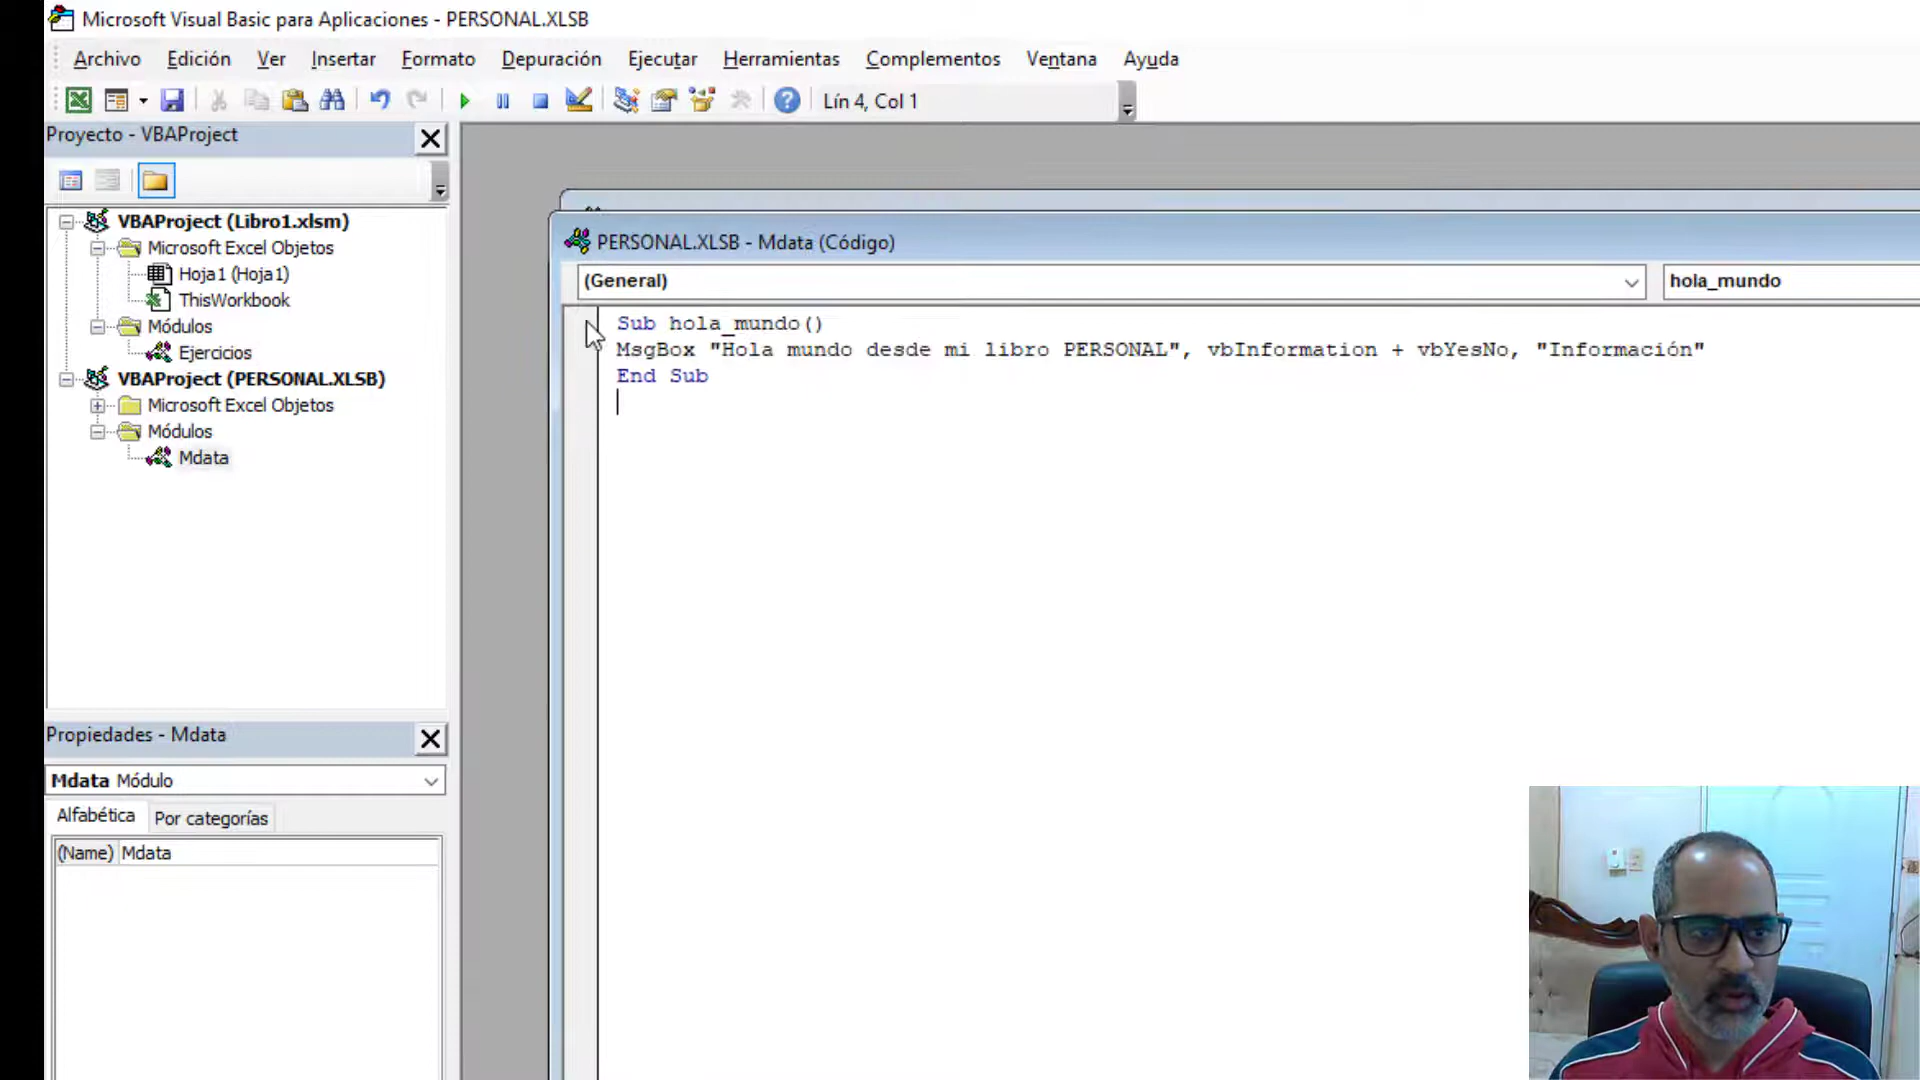 Microsoft Visual Basic para Aplicaciones - PERSONAL.XLSB
Archivo Edición Ver Insertar Formato Depuración Ejecutar Herramientas Complementos Ventana Ayuda
Lín 4, Col 1
Proyecto - VBAProject
VBAProject (Libro1.xlsm)
Microsoft Excel Objetos
Hoja1 (Hoja1)
ThisWorkbook
Módulos
Ejercicios
VBAProject (PERSONAL.XLSB)
Microsoft Excel Objetos
Módulos
Mdata
Propiedades - Mdata
Mdata Módulo
Alfabética Por categorías
(Name) Mdata
PERSONAL.XLSB - Mdata (Código)
(General) hola_mundo
Sub hola_mundo()
MsgBox "Hola mundo desde mi libro PERSONAL", vbInformation + vbYesNo, "Información"
End Sub